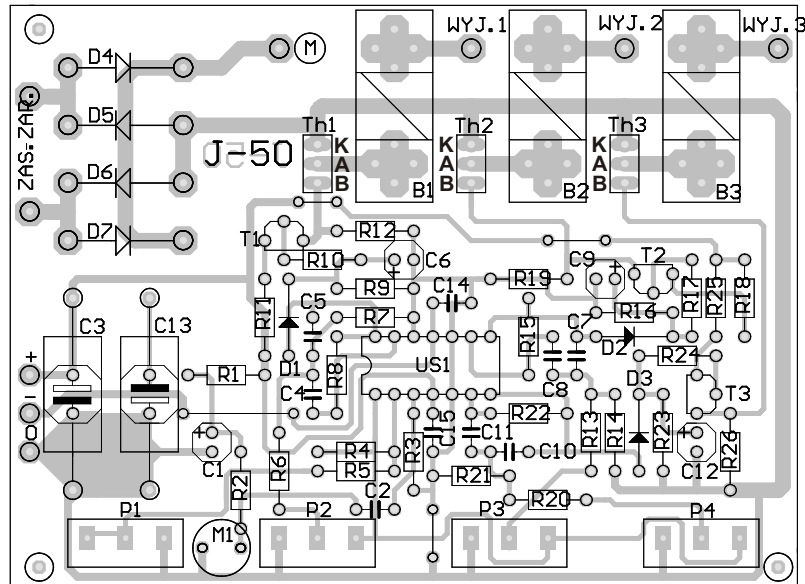 WYJ.1 WYJ.2 WYJ.3
D4 M
ZAS. ZAR.
D5 Th1 Th2 Th3
J-50 K K K
A A A
D6 B B B
B1 B2 B3
D7 T1 R12
R10 C6 C9 T2
R11 R9 C14 R19 R17 R25 R18
C3 C13 C5 R7 R15 C7 R16
D1 R8 US1 D2 R24
+ R1 C4 C8 D3 T3
-
0 C1 R6 R4 R3 C15 C11 R22 R13 R14 R23 C12 R26
R5 C10
R2 R21
P1 M1 P2 C2 P3 R20 P4
+ + + +